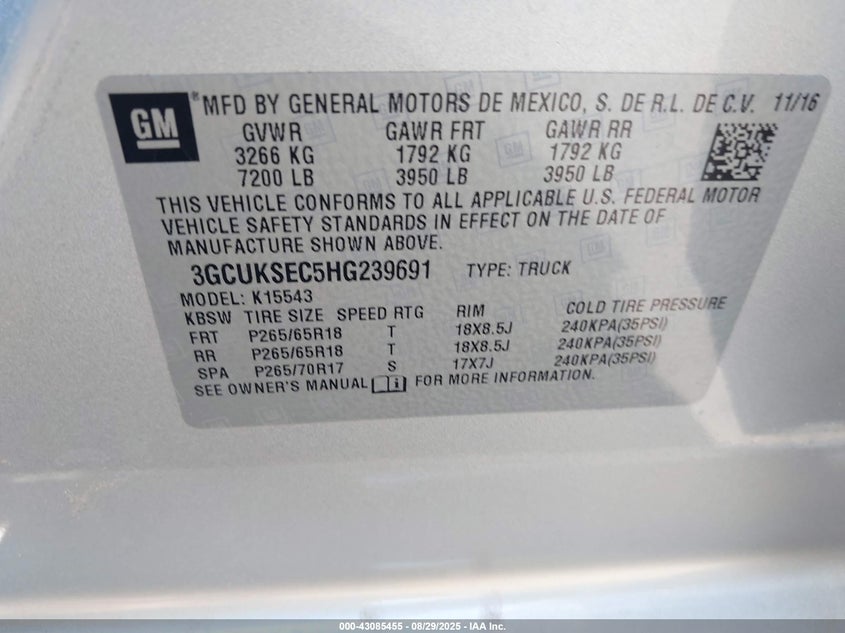 GM
®MFD BY GENERAL MOTORS DE MEXICO, S. DE R.L. DE C.V. 11/16
GVWR GAWR FRT GAWR RR
3266 KG 1792 KG 1792 KG
7200 LB 3950 LB 3950 LB
THIS VEHICLE CONFORMS TO ALL APPLICABLE U.S. FEDERAL MOTOR
VEHICLE SAFETY STANDARDS IN EFFECT ON THE DATE OF
MANUFACTURE SHOWN ABOVE.
3GCUKSEC5HG239691 TYPE: TRUCK
MODEL: K15543
KBSW TIRE SIZE SPEED RTG RIM COLD TIRE PRESSURE
FRT P265/65R18 T 18X8.5J 240KPA(35PSI)
RR P265/65R18 T 18X8.5J 240KPA(35PSI)
SPA P265/70R17 S 17X7J 240KPA(35PSI)
SEE OWNER'S MANUAL FOR MORE INFORMATION.
000-43085455 - 08/29/2025 - IAA Inc.